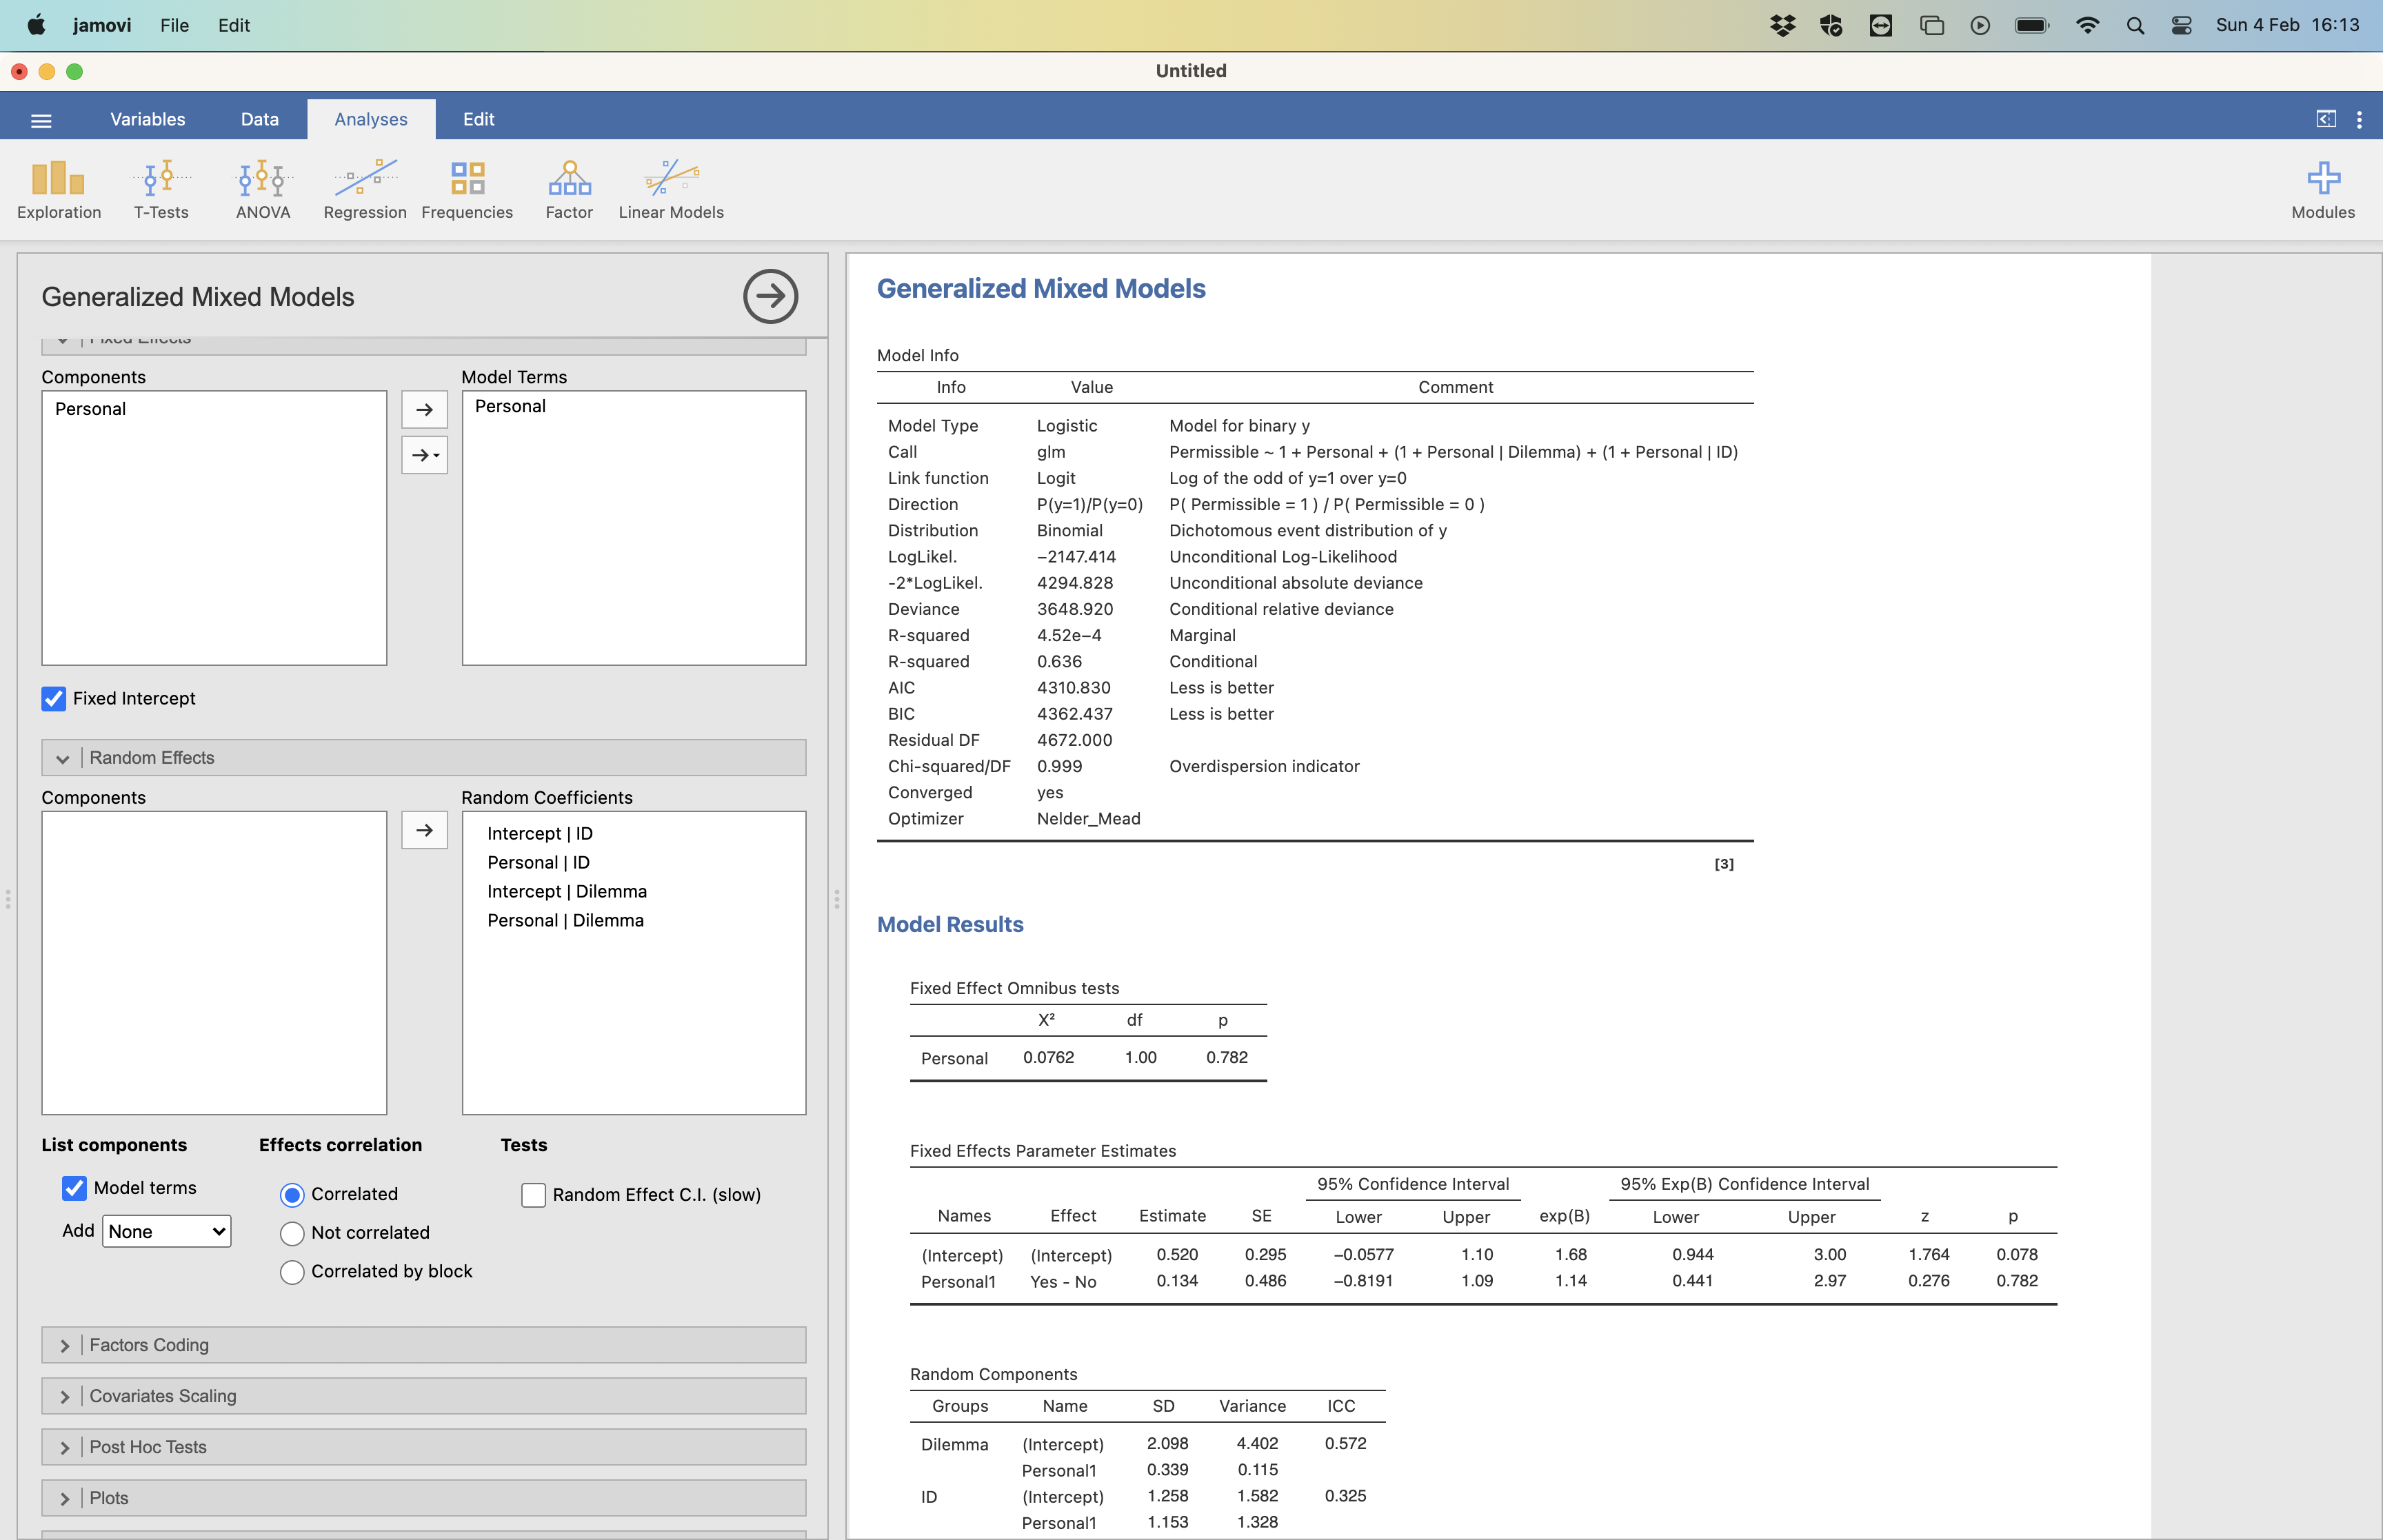 jamovi File Edit Sun 4 Feb 16:13
Untitled
Variables Data Analyses Edit
Exploration T-Tests ANOVA Regression Frequencies Factor Linear Models Modules
Generalized Mixed Models
Fixed Effects
Components Model Terms
Personal Personal
Fixed Intercept
Random Effects
Components Random Coefficients
Intercept | ID
Personal | ID
Intercept | Dilemma
Personal | Dilemma
List components Effects correlation Tests
Model terms Correlated Random Effect C.I. (slow)
Add None Not correlated
Correlated by block
Factors Coding
Covariates Scaling
Post Hoc Tests
Plots
Generalized Mixed Models
Model Info
Info Value Comment
Model Type Logistic Model for binary y
Call glm Permissible ~ 1 + Personal + (1 + Personal | Dilemma) + (1 + Personal | ID)
Link function Logit Log of the odd of y=1 over y=0
Direction P(y=1)/P(y=0) P( Permissible = 1 ) / P( Permissible = 0 )
Distribution Binomial Dichotomous event distribution of y
LogLikel. −2147.414 Unconditional Log-Likelihood
-2*LogLikel. 4294.828 Unconditional absolute deviance
Deviance 3648.920 Conditional relative deviance
R-squared 4.52e−4 Marginal
R-squared 0.636 Conditional
AIC 4310.830 Less is better
BIC 4362.437 Less is better
Residual DF 4672.000
Chi-squared/DF 0.999 Overdispersion indicator
Converged yes
Optimizer Nelder_Mead
[3]
Model Results
Fixed Effect Omnibus tests
X² df p
Personal 0.0762 1.00 0.782
Fixed Effects Parameter Estimates
95% Confidence Interval 95% Exp(B) Confidence Interval
Names Effect Estimate SE Lower Upper exp(B) Lower Upper z p
(Intercept) (Intercept) 0.520 0.295 −0.0577 1.10 1.68 0.944 3.00 1.764 0.078
Personal1 Yes - No 0.134 0.486 −0.8191 1.09 1.14 0.441 2.97 0.276 0.782
Random Components
Groups Name SD Variance ICC
Dilemma (Intercept) 2.098 4.402 0.572
Personal1 0.339 0.115
ID (Intercept) 1.258 1.582 0.325
Personal1 1.153 1.328